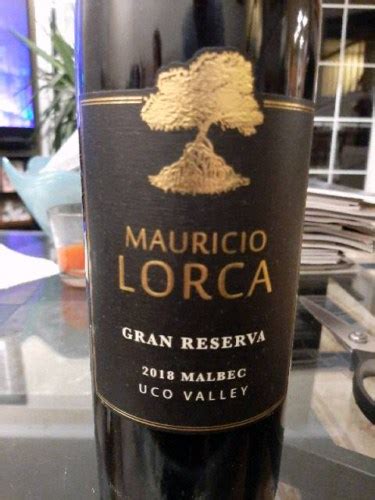 MAURICIO
LORCA
GRAN RESERVA
2018 MALBEC
UCO VALLEY